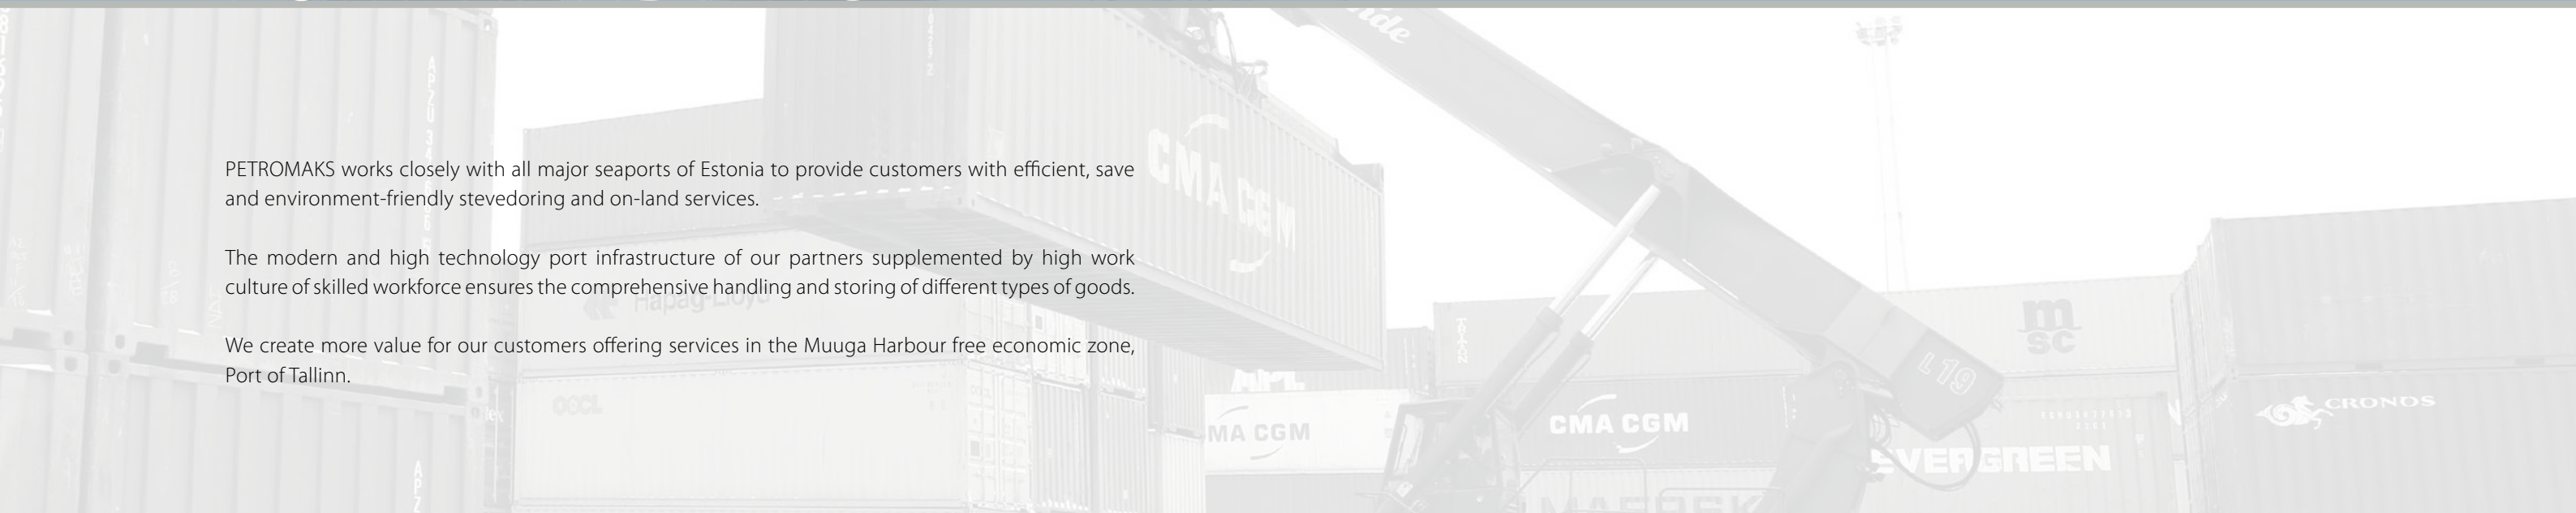 PETROMAKS works closely with all major seaports of Estonia to provide customers with efficient, save
and environment-friendly stevedoring and on-land services.
The modern and high technology port infrastructure of our partners supplemented by high work
culture of skilled workforce ensures the comprehensive handling and storing of different types of goods.
We create more value for our customers offering services in the Muuga Harbour free economic zone,
Port of Tallinn.
CMA CGM
Hapag-Lloyd
OOCL
APL
MA CGM
CMA CGM
L 19
m
sc
CRONOS
EVERGREEN
MAERSK